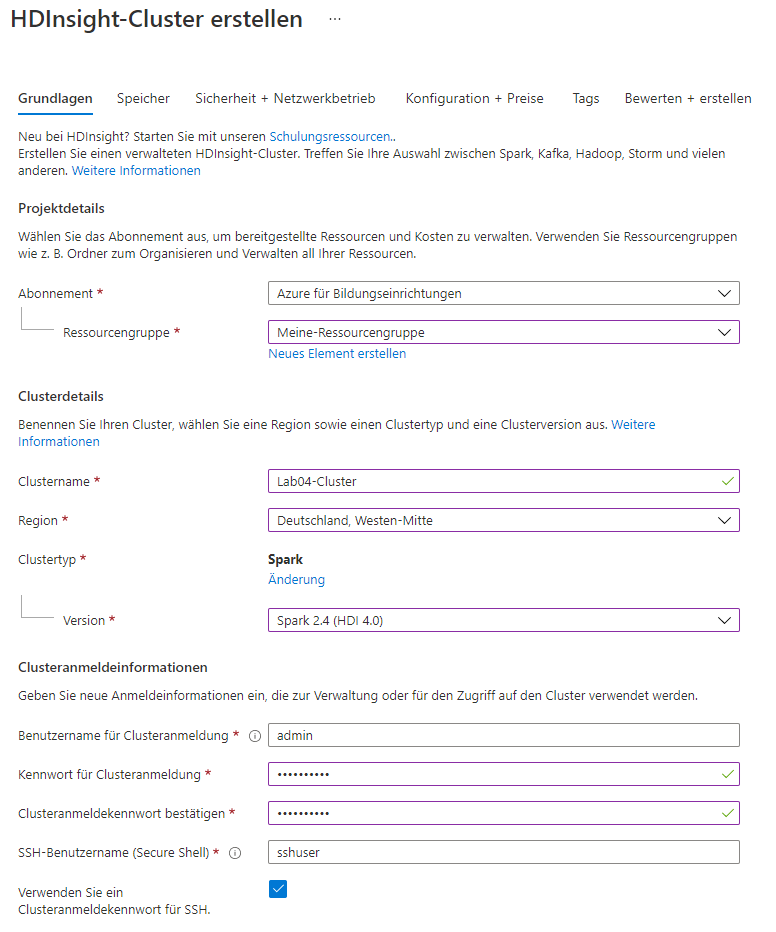 HDInsight-Cluster erstellen ...
Grundlagen Speicher Sicherheit + Netzwerkbetrieb Konfiguration + Preise Tags Bewerten + erstellen
Neu bei HDInsight? Starten Sie mit unseren Schulungsressourcen..
Erstellen Sie einen verwalteten HDInsight-Cluster. Treffen Sie Ihre Auswahl zwischen Spark, Kafka, Hadoop, Storm und vielen
anderen. Weitere Informationen
Projektdetails
Wählen Sie das Abonnement aus, um bereitgestellte Ressourcen und Kosten zu verwalten. Verwenden Sie Ressourcengruppen
wie z. B. Ordner zum Organisieren und Verwalten all Ihrer Ressourcen.
Abonnement * Azure für Bildungseinrichtungen
Ressourcengruppe * Meine-Ressourcengruppe
Neues Element erstellen
Clusterdetails
Benennen Sie Ihren Cluster, wählen Sie eine Region sowie einen Clustertyp und eine Clusterversion aus. Weitere
Informationen
Clustername * Lab04-Cluster
Region * Deutschland, Westen-Mitte
Clustertyp * Spark
Änderung
Version * Spark 2.4 (HDI 4.0)
Clusteranmeldeinformationen
Geben Sie neue Anmeldeinformationen ein, die zur Verwaltung oder für den Zugriff auf den Cluster verwendet werden.
Benutzername für Clusteranmeldung * admin
Kennwort für Clusteranmeldung * ••••••••••
Clusteranmeldekennwort bestätigen * ••••••••••
SSH-Benutzername (Secure Shell) * sshuser
Verwenden Sie ein
Clusteranmeldekennwort für SSH.